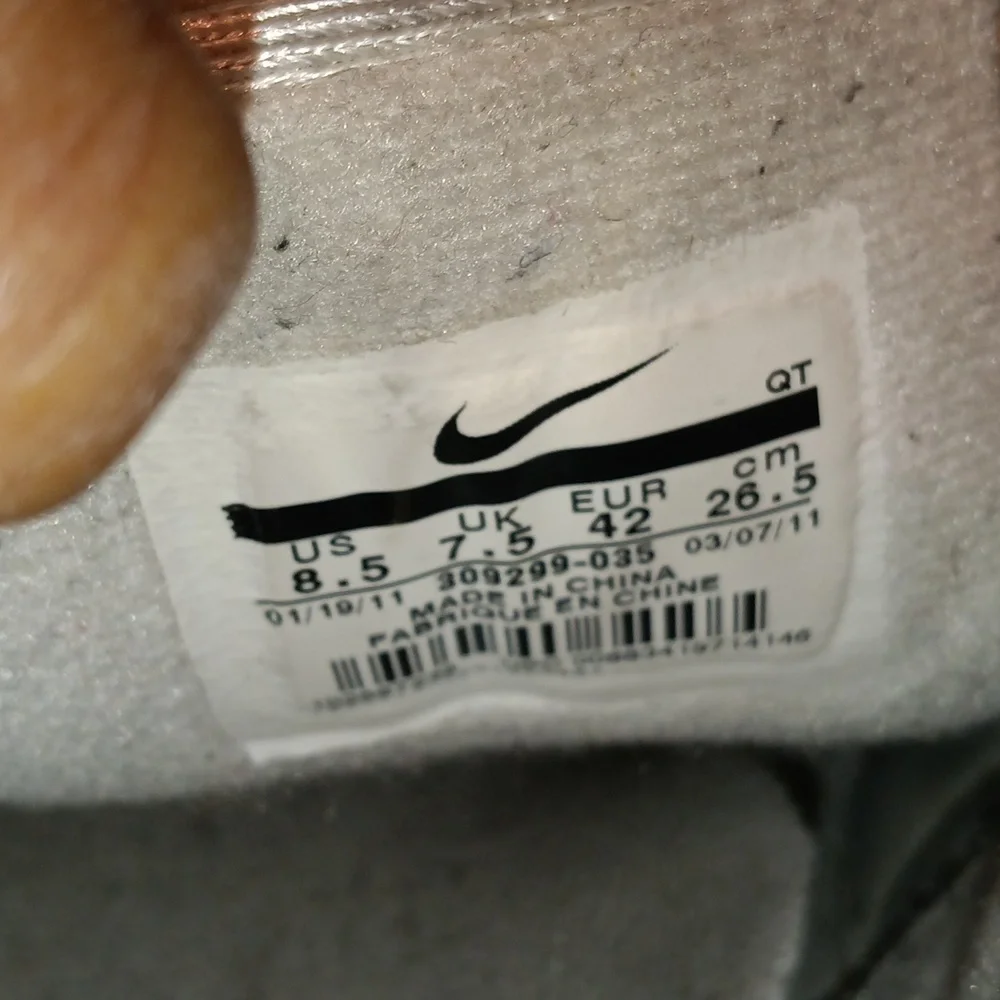 QT
US UK EUR cm
8.5 7.5 42 26.5
01/19/11 309299-035 03/07/11
MADE IN CHINA
FABRIQUE EN CHINE